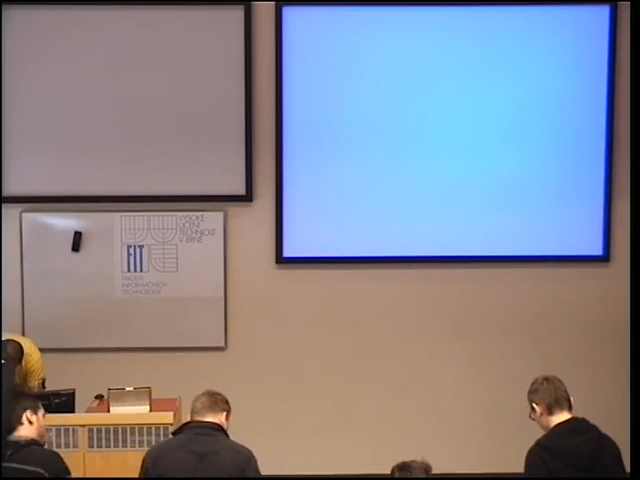 VYSOKÉ
UČENÍ
TECHNICKÉ
V BRNĚ
FIT
FAKULTA
INFORMAČNÍCH
TECHNOLOGIÍ